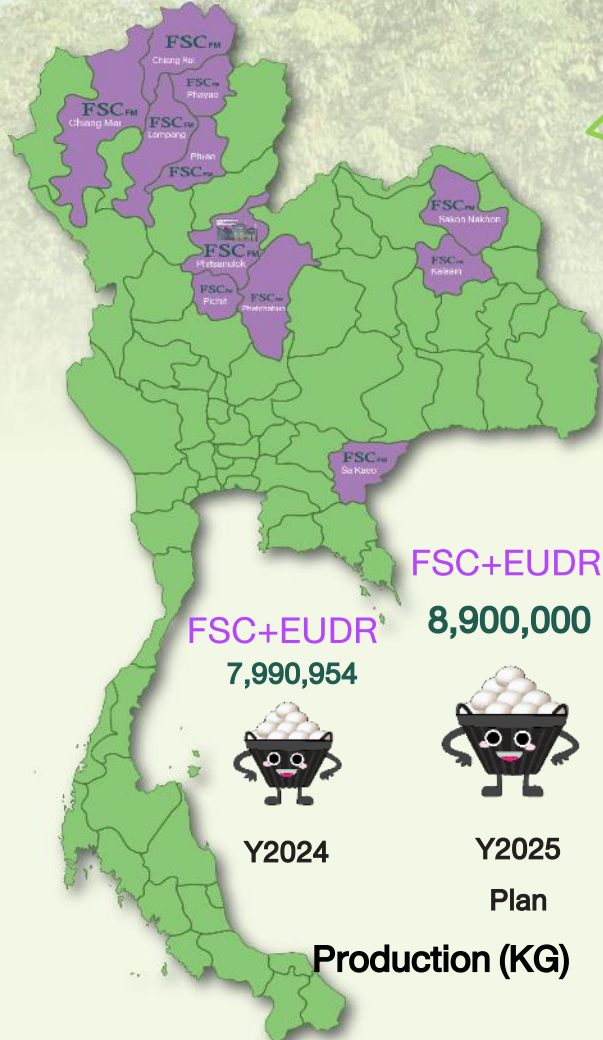 FSC FM
Chiang Rai
FSC FM
Phayao
FSC FM
Chiang Mai
FSC FM
Lampang
Phrae
FSC FM
FSC FM
Sakon Nakhon
FSC FM
Phitsanulok
FSC FM
Kalasin
FSC FM
Pichit
FSC FM
Phetchabun
FSC FM
Sa Kaeo
FSC+EUDR
8,900,000
FSC+EUDR
7,990,954
Y2024
Y2025
Plan
Production (KG)